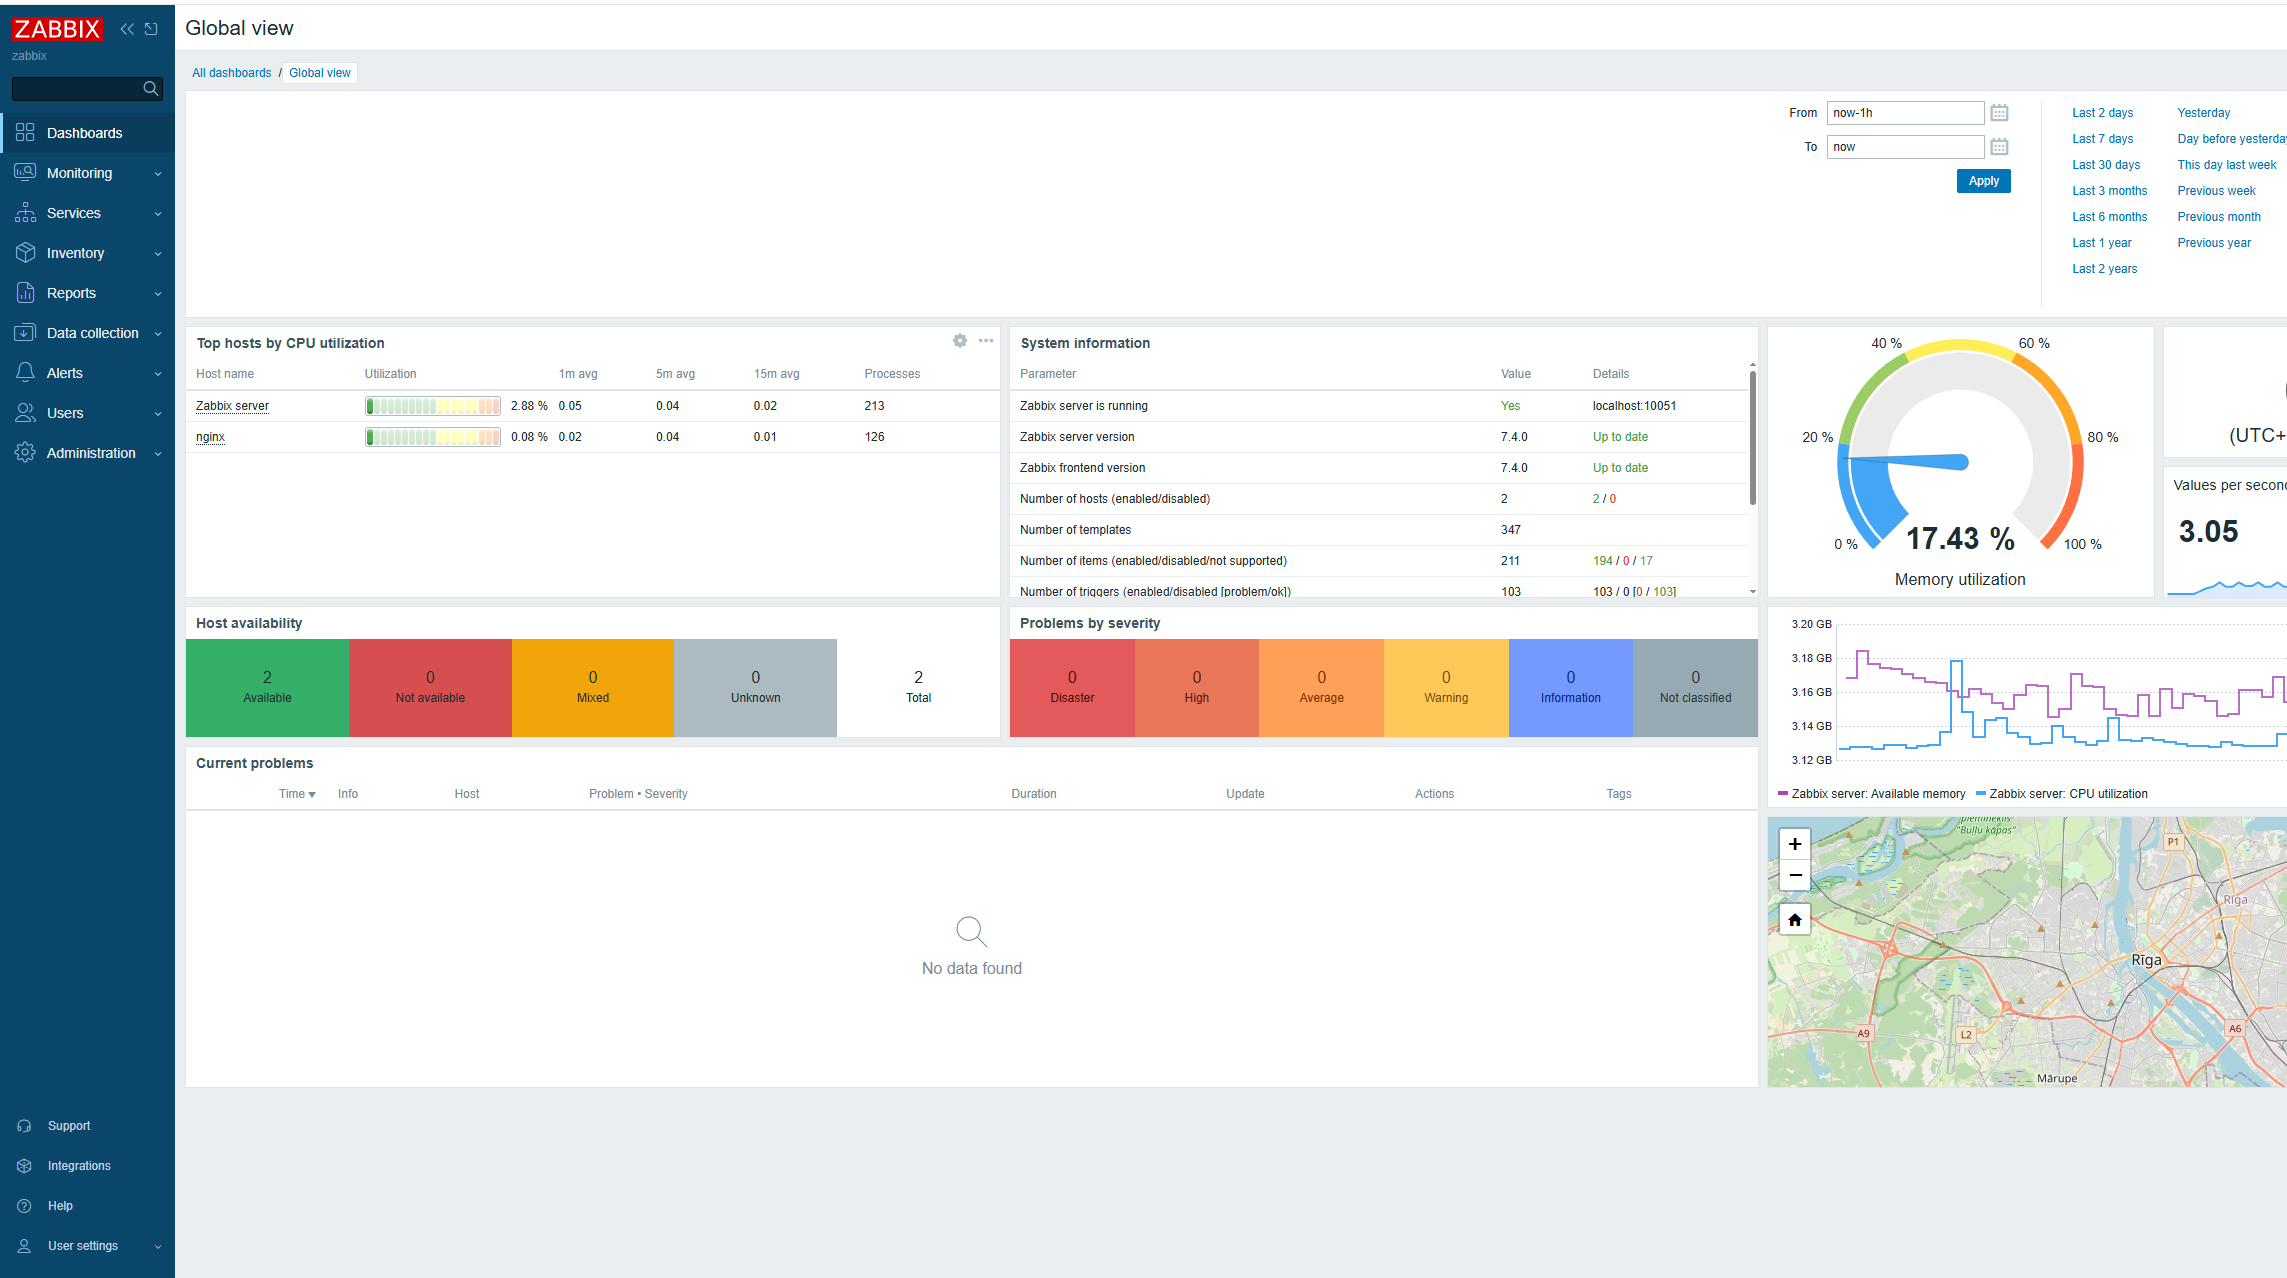 ZABBIX
zabbix
Dashboards
Monitoring
Services
Inventory
Reports
Data collection
Alerts
Users
Administration
Support
Integrations
Help
User settings
Global view
All dashboards / Global view
From now-1h
To now
Apply
Last 2 days Yesterday
Last 7 days Day before yesterday
Last 30 days This day last week
Last 3 months Previous week
Last 6 months Previous month
Last 1 year Previous year
Last 2 years
Top hosts by CPU utilization
Host name Utilization 1m avg 5m avg 15m avg Processes
Zabbix server 2.88 % 0.05 0.04 0.02 213
nginx 0.08 % 0.02 0.04 0.01 126
System information
Parameter Value Details
Zabbix server is running Yes localhost:10051
Zabbix server version 7.4.0 Up to date
Zabbix frontend version 7.4.0 Up to date
Number of hosts (enabled/disabled) 2 2 / 0
Number of templates 347
Number of items (enabled/disabled/not supported) 211 194 / 0 / 17
Number of triggers (enabled/disabled [problem/ok]) 103 103 / 0 [0 / 103]
40 % 60 %
20 % 80 %
0 % 17.43 % 100 %
Memory utilization
(UTC+
Values per second
3.05
Host availability
2 0 0 0 2
Available Not available Mixed Unknown Total
Problems by severity
0 0 0 0 0 0
Disaster High Average Warning Information Not classified
3.20 GB
3.18 GB
3.16 GB
3.14 GB
3.12 GB
Zabbix server: Available memory Zabbix server: CPU utilization
Current problems
Time Info Host Problem • Severity Duration Update Actions Tags
No data found
+
−
piemineklis
"Buļļu kāpas"
P1
Rīga
Rīga
A9
L2
A6
Mārupe